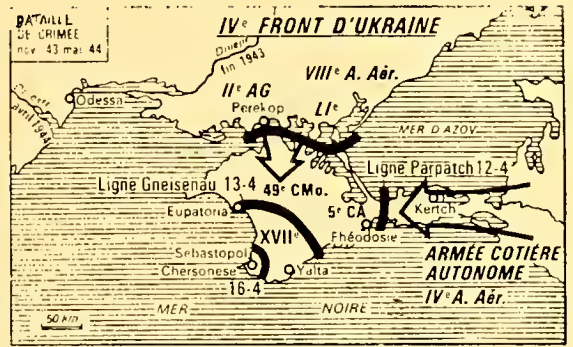 BATAILLE
DE CRIMÉE
nov. 43 mai 44
IVe FRONT D'UKRAINE
Dniepr
fin 1943
VIIIe A. Aér.
IIe AG
Perekop
LIe
Odessa
avril 1944
MER D'AZOV
Ligne Parpatch 12-4
Ligne Gneisenau 13-4
49e CMo.
5e CA
Kertch
Eupatoria
XVIIe
Fhéodosie
Sebastopol
Chersonese
Yalta
ARMÉE COTIÉRE
AUTONOME
16-4
IVe A. Aér.
MER NOIRE
50 km